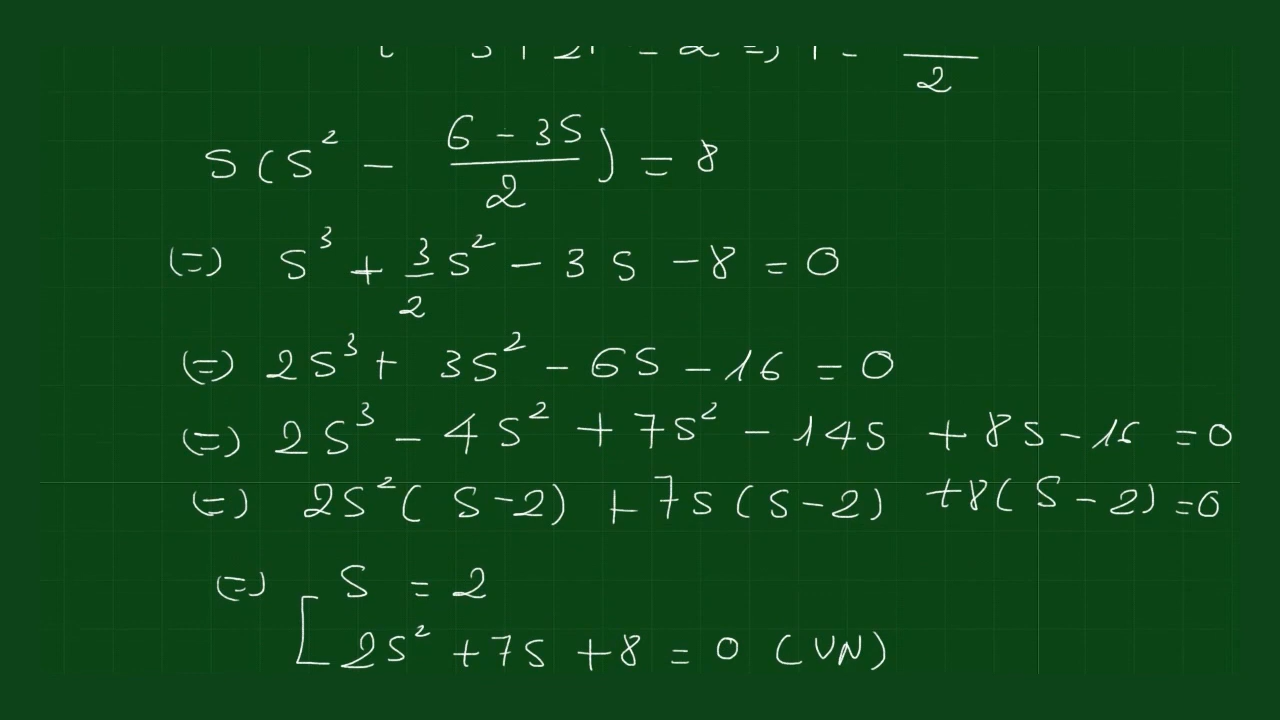 2
S(S² - (6 - 3S)/2) = 8
(=) S³ + 3/2 S² - 3S - 8 = 0
(=) 2S³ + 3S² - 6S - 16 = 0
(=) 2S³ - 4S² + 7S² - 14S + 8S - 16 = 0
(=) 2S²(S-2) + 7S(S-2) + 8(S-2) = 0
(=) [ S = 2
2S² + 7S + 8 = 0 (VN)